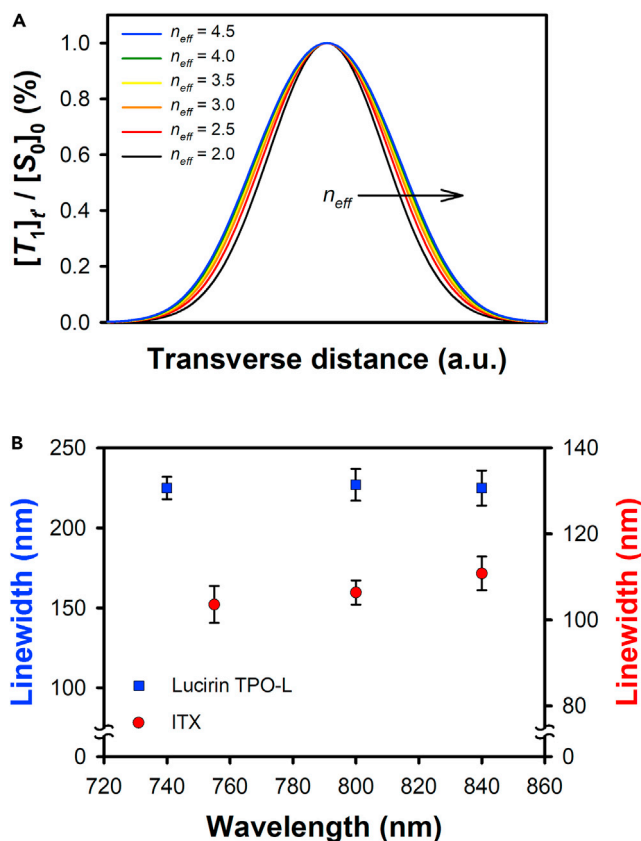 A
[T₁]ₜ' / [S₀]₀ (%)
1.0
0.8
0.6
0.4
0.2
0.0
n_eff = 4.5
n_eff = 4.0
n_eff = 3.5
n_eff = 3.0
n_eff = 2.5
n_eff = 2.0
n_eff
Transverse distance (a.u.)
B
Linewidth (nm)
250
200
150
100
0
140
120
100
80
0
Linewidth (nm)
Lucirin TPO-L
ITX
720 740 760 780 800 820 840 860
Wavelength (nm)